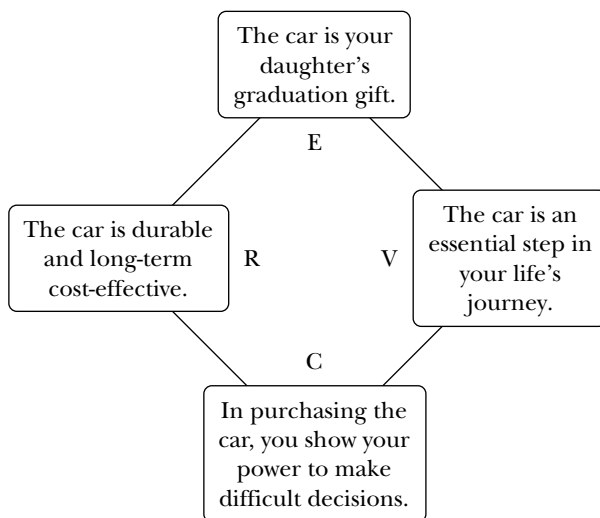 The car is your
daughter’s
graduation gift.
E
The car is durable
and long-term
cost-effective.
R
V
The car is an
essential step in
your life’s
journey.
C
In purchasing the
car, you show your
power to make
difficult decisions.